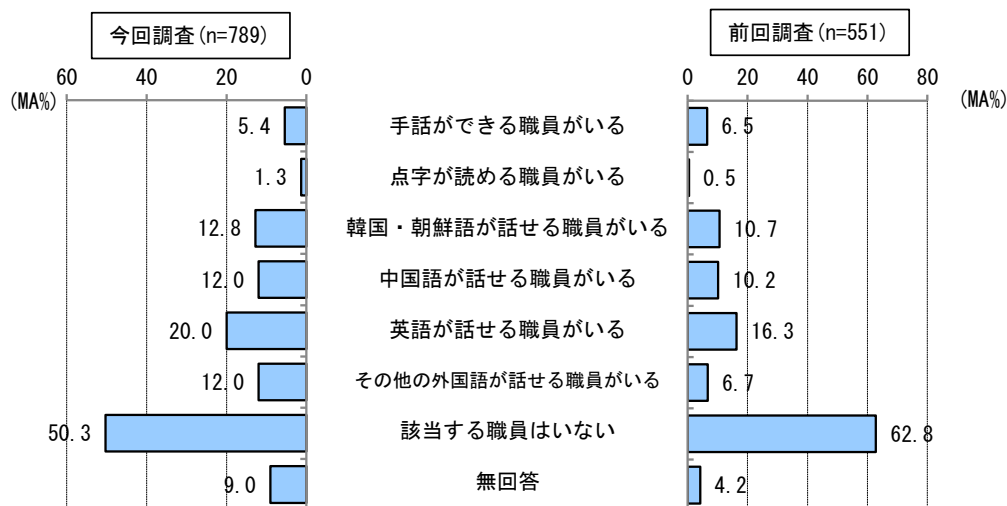 今回調査(n=789)
前回調査(n=551)
60 40 20 0
0 20 40 60 80
(MA%)
(MA%)
5.4 手話ができる職員がいる 6.5
1.3 点字が読める職員がいる 0.5
12.8 韓国・朝鮮語が話せる職員がいる 10.7
12.0 中国語が話せる職員がいる 10.2
20.0 英語が話せる職員がいる 16.3
12.0 その他の外国語が話せる職員がいる 6.7
50.3 該当する職員はいない 62.8
9.0 無回答 4.2